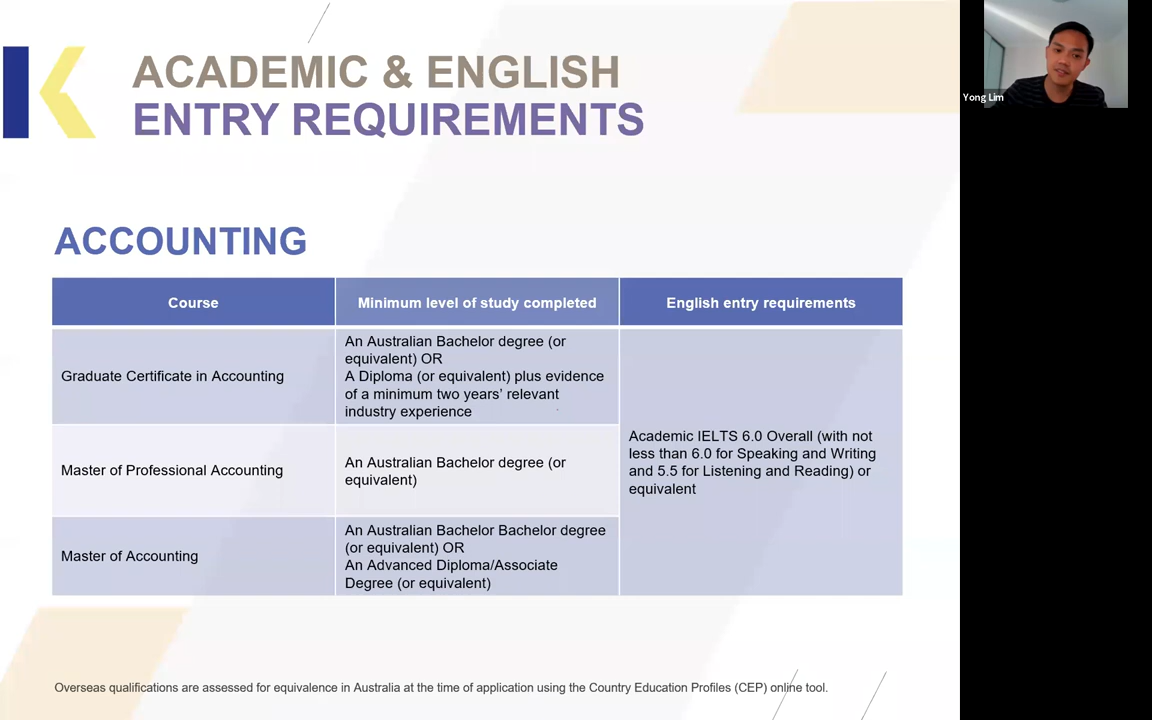 ACADEMIC & ENGLISH
ENTRY REQUIREMENTS
Yong Lim
ACCOUNTING
Course
Minimum level of study completed
English entry requirements
Graduate Certificate in Accounting
An Australian Bachelor degree (or
equivalent) OR
A Diploma (or equivalent) plus evidence
of a minimum two years’ relevant
industry experience
Academic IELTS 6.0 Overall (with not
less than 6.0 for Speaking and Writing
and 5.5 for Listening and Reading) or
equivalent
Master of Professional Accounting
An Australian Bachelor degree (or
equivalent)
Master of Accounting
An Australian Bachelor Bachelor degree
(or equivalent) OR
An Advanced Diploma/Associate
Degree (or equivalent)
Overseas qualifications are assessed for equivalence in Australia at the time of application using the Country Education Profiles (CEP) online tool.